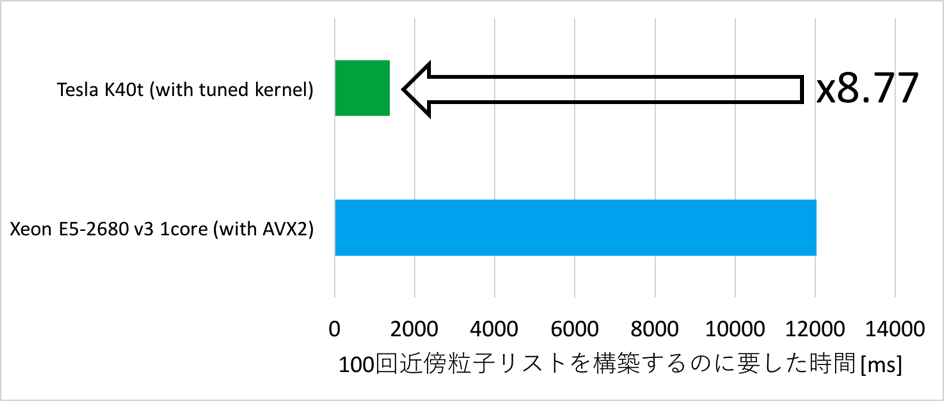 Tesla K40t (with tuned kernel)
x8.77
Xeon E5-2680 v3 1core (with AVX2)
0 2000 4000 6000 8000 10000 12000 14000
100回近傍粒子リストを構築するのに要した時間[ms]